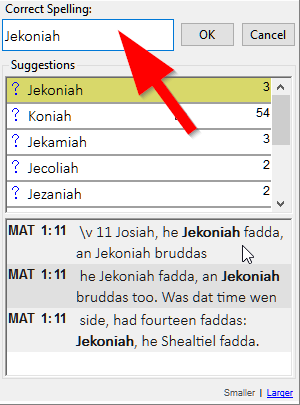 Correct Spelling:
Jekoniah OK Cancel
Suggestions
? Jekoniah 3
? Koniah 54
? Jekamiah 3
? Jecoliah 2
? Jezaniah 2
MAT 1:11 \v 11 Josiah, he Jekoniah fadda,
an Jekoniah bruddas
MAT 1:11 he Jekoniah fadda, an Jekoniah
bruddas too. Was dat time wen
MAT 1:11 side, had fourteen faddas:
Jekoniah, he Shealtiel fadda.
Smaller | Larger